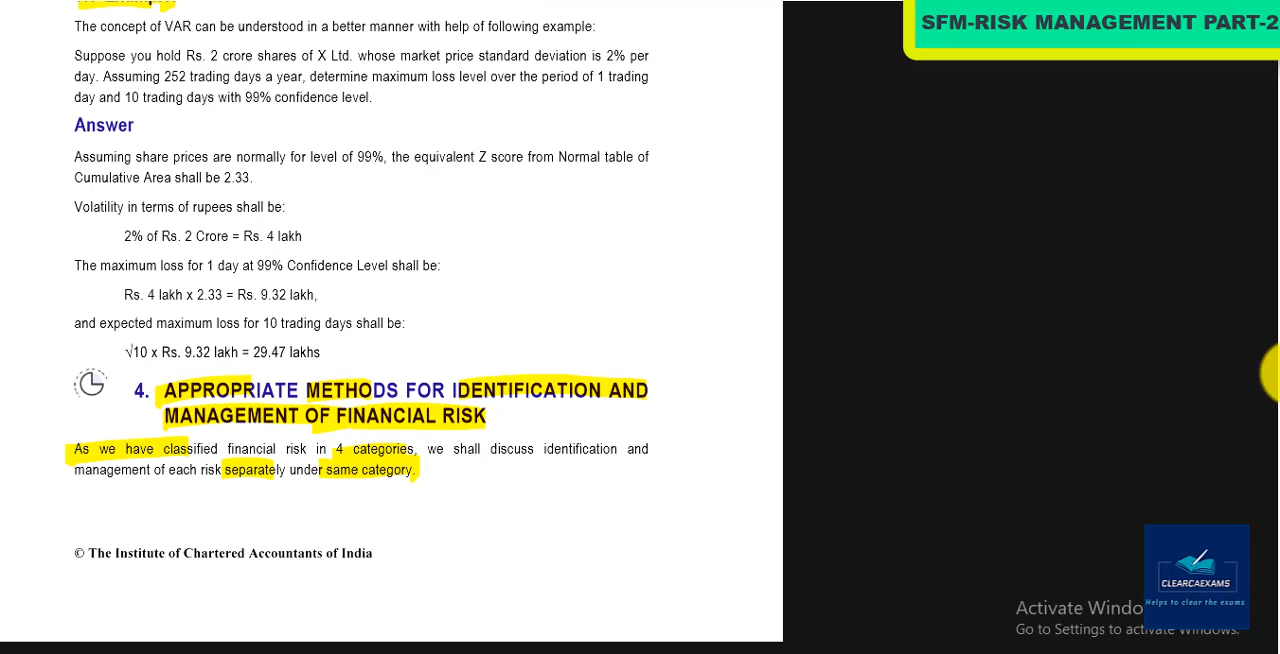 SFM-RISK MANAGEMENT PART-2
The concept of VAR can be understood in a better manner with help of following example:
Suppose you hold Rs. 2 crore shares of X Ltd. whose market price standard deviation is 2% per
day. Assuming 252 trading days a year, determine maximum loss level over the period of 1 trading
day and 10 trading days with 99% confidence level.
Answer
Assuming share prices are normally for level of 99%, the equivalent Z score from Normal table of
Cumulative Area shall be 2.33.
Volatility in terms of rupees shall be:
2% of Rs. 2 Crore = Rs. 4 lakh
The maximum loss for 1 day at 99% Confidence Level shall be:
Rs. 4 lakh x 2.33 = Rs. 9.32 lakh,
and expected maximum loss for 10 trading days shall be:
√10 x Rs. 9.32 lakh = 29.47 lakhs
4. APPROPRIATE METHODS FOR IDENTIFICATION AND
MANAGEMENT OF FINANCIAL RISK
As we have classified financial risk in 4 categories, we shall discuss identification and
management of each risk separately under same category.
© The Institute of Chartered Accountants of India
CLEARCAEXAMS
Helps to clear the exams
Activate Windo
Go to Settings to activate Windows.